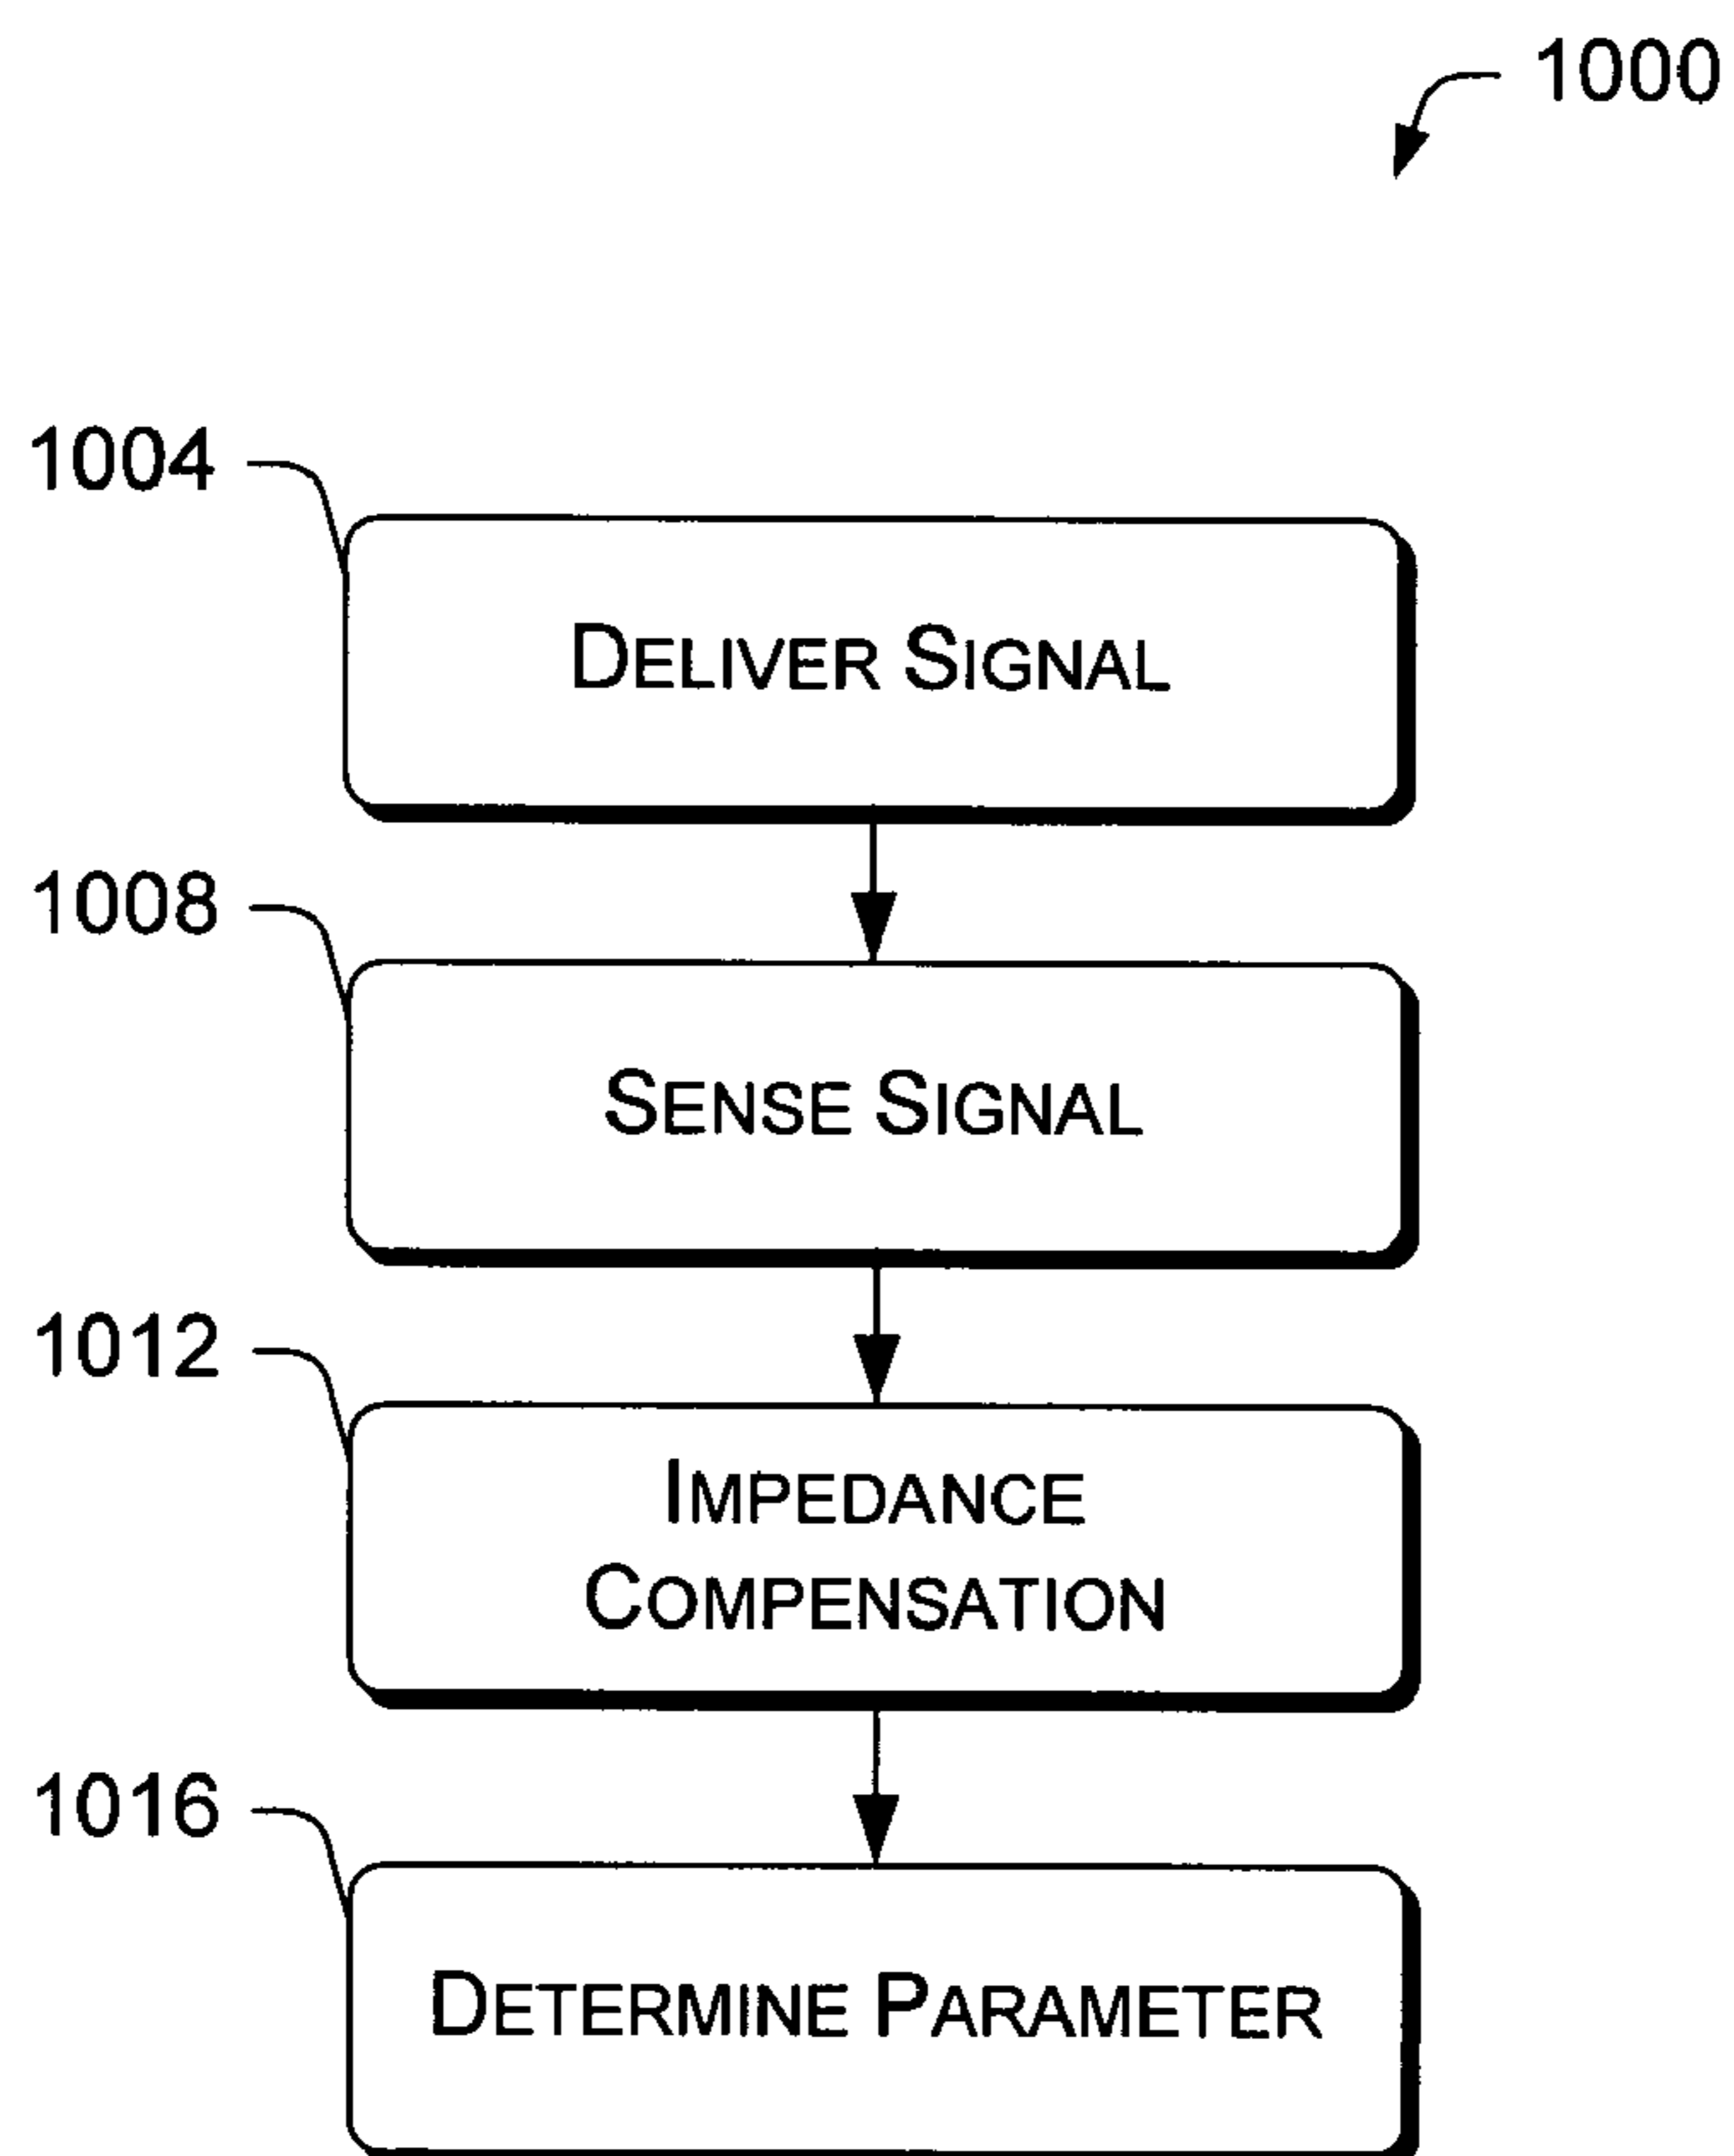 1000
1004
DELIVER SIGNAL
1008
SENSE SIGNAL
1012
IMPEDANCE
COMPENSATION
1016
DETERMINE PARAMETER